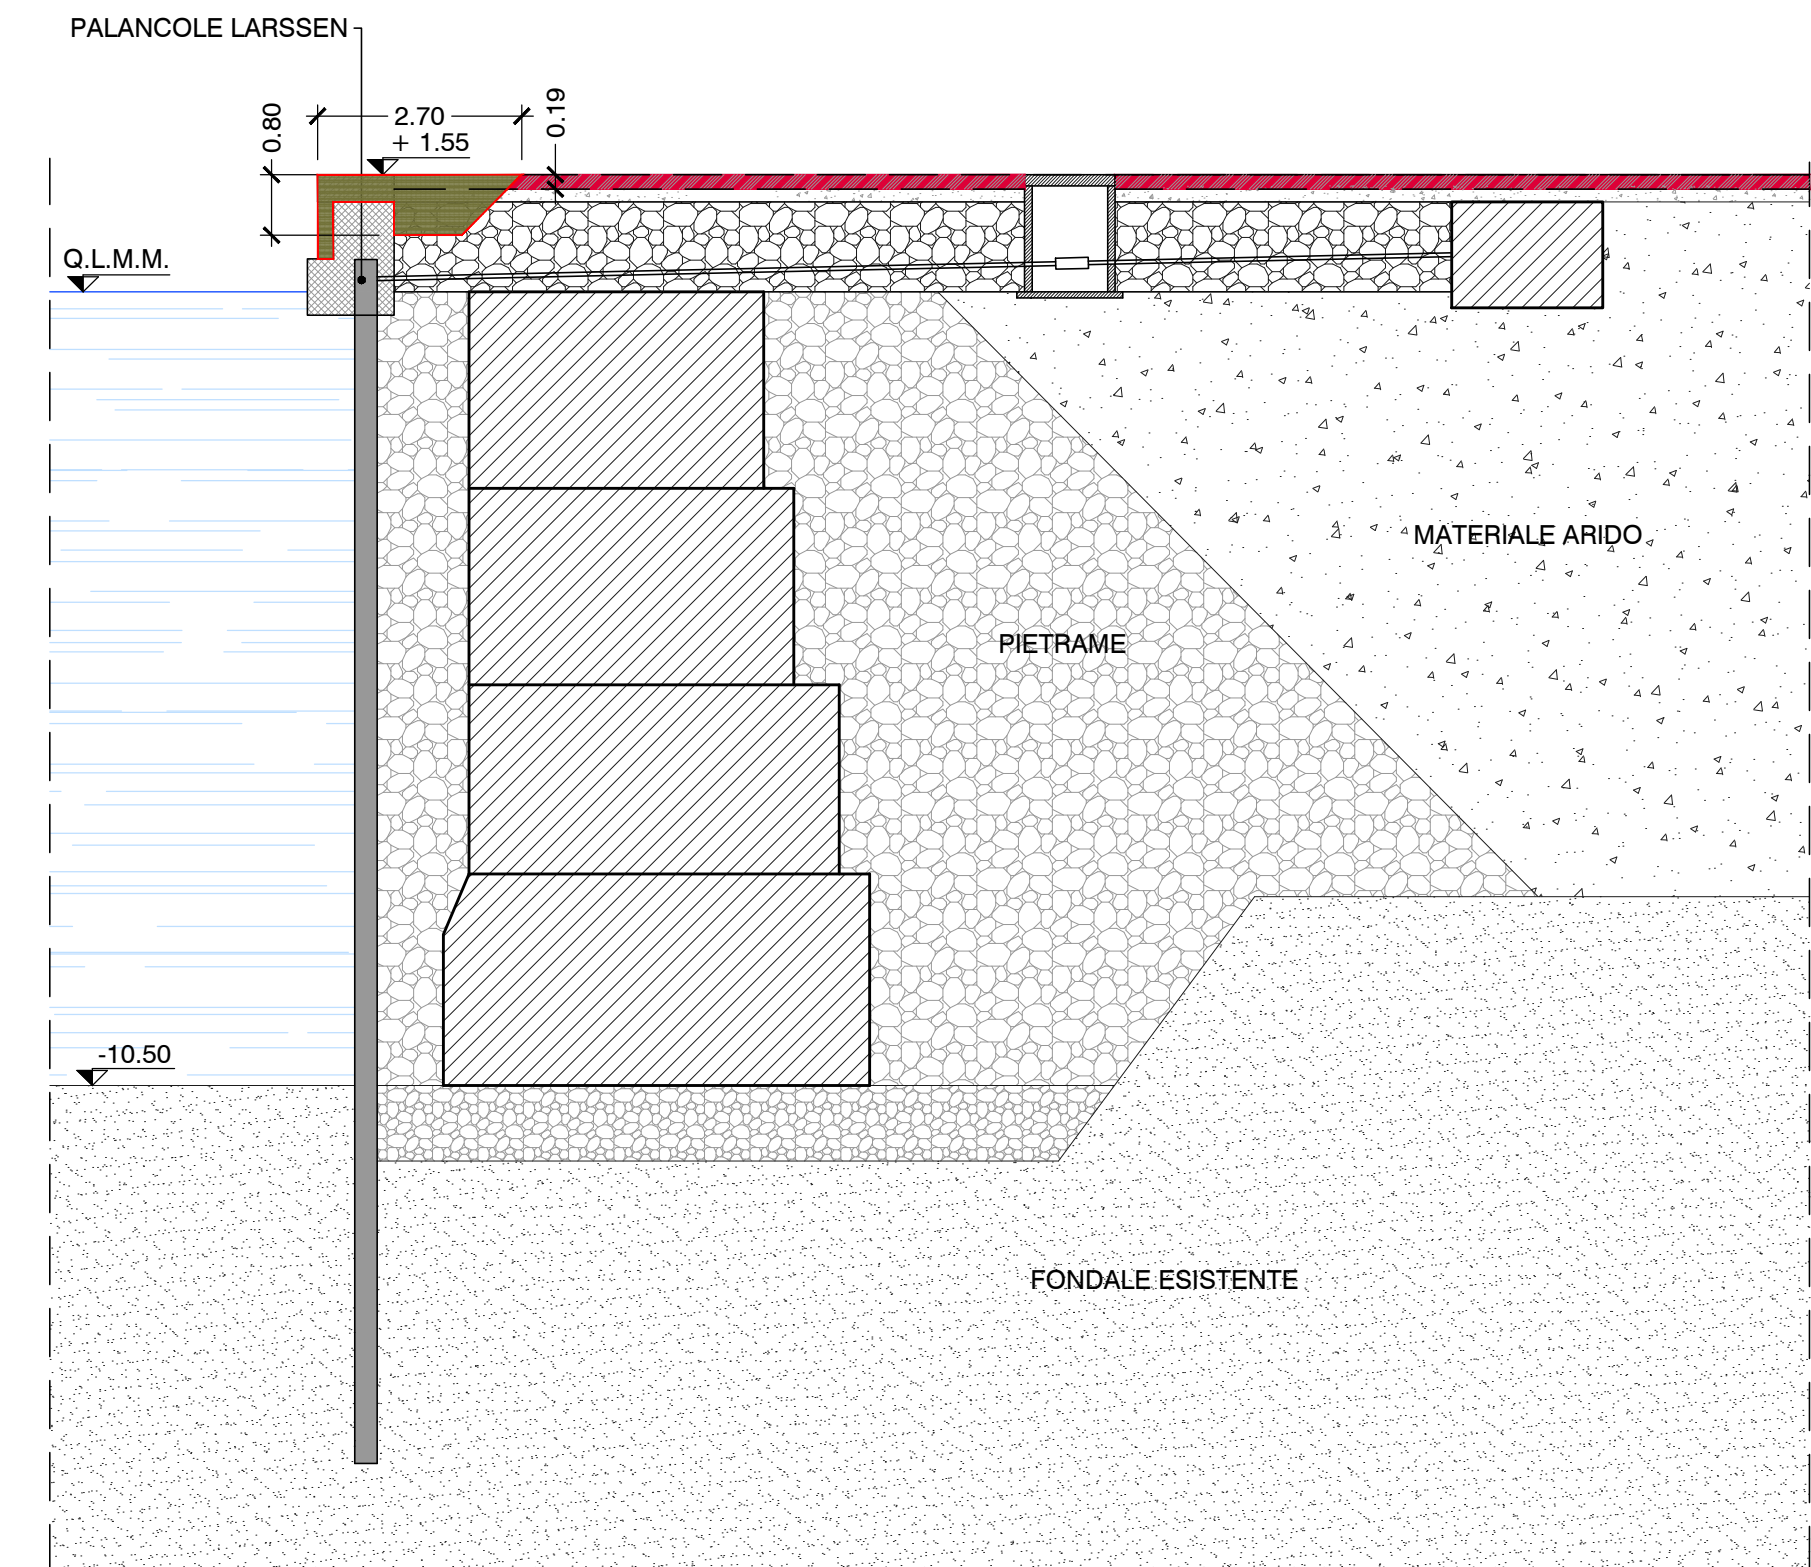 PALANCOLE LARSSEN
0.80
2.70
0.19
+ 1.55
Q.L.M.M.
MATERIALE ARIDO
PIETRAME
-10.50
FONDALE ESISTENTE